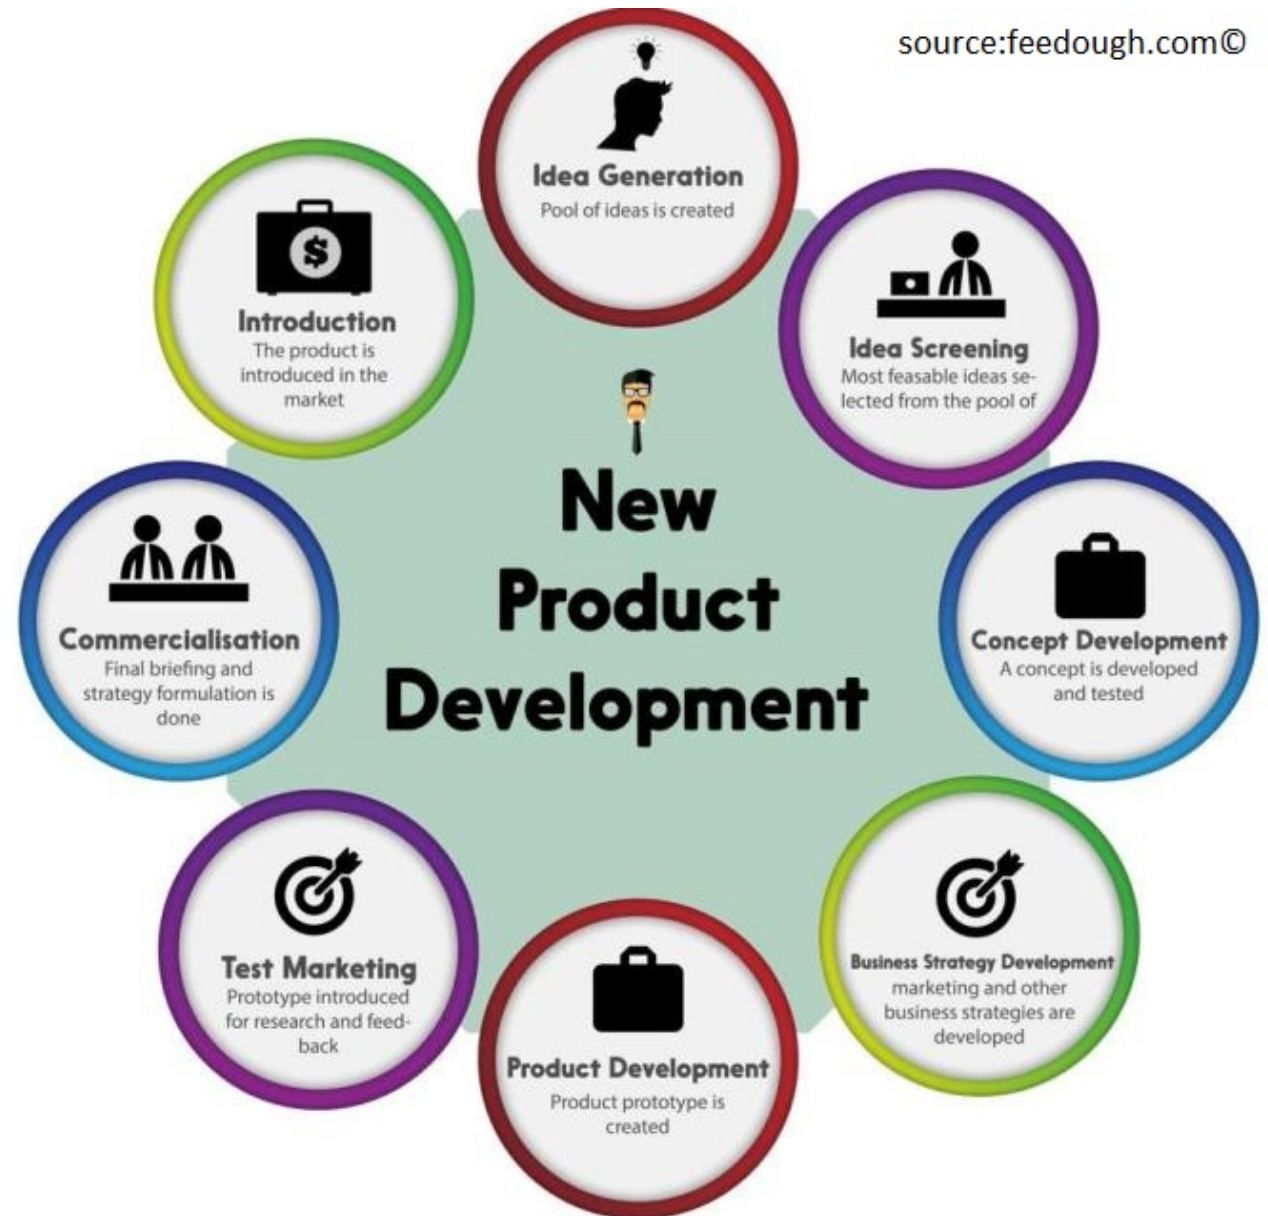 source:feedough.com©
Idea Generation
Pool of ideas is created
Idea Screening
Most feasable ideas se-
lected from the pool of
Concept Development
A concept is developed
and tested
Business Strategy Development
marketing and other
business strategies are
developed
Product Development
Product prototype is
created
Test Marketing
Prototype introduced
for research and feed-
back
Commercialisation
Final briefing and
strategy formulation is
done
Introduction
The product is
introduced in the
market
New
Product
Development
$